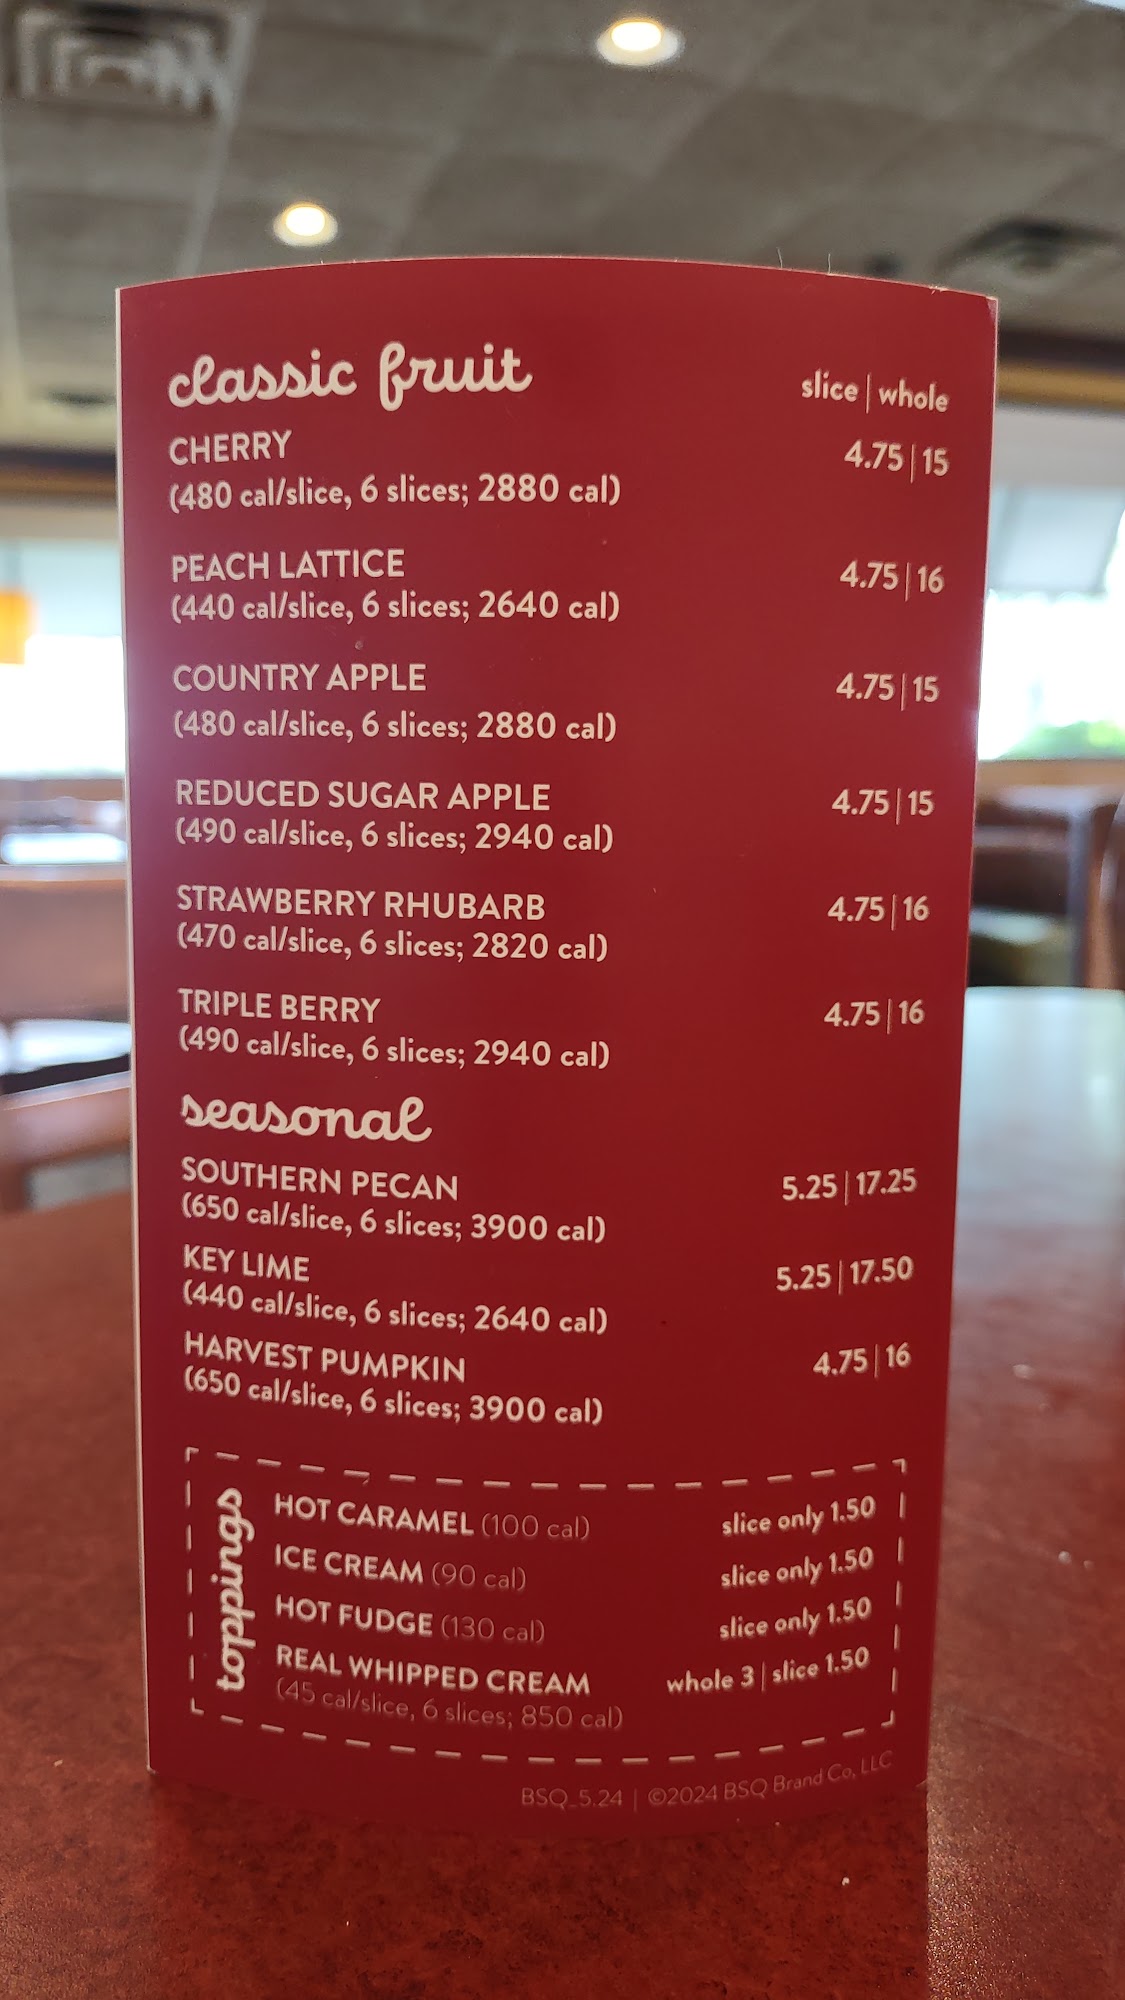 classic fruit slice | whole
CHERRY 4.75 | 15
(480 cal/slice, 6 slices; 2880 cal)
PEACH LATTICE 4.75 | 16
(440 cal/slice, 6 slices; 2640 cal)
COUNTRY APPLE 4.75 | 15
(480 cal/slice, 6 slices; 2880 cal)
REDUCED SUGAR APPLE 4.75 | 15
(490 cal/slice, 6 slices; 2940 cal)
STRAWBERRY RHUBARB 4.75 | 16
(470 cal/slice, 6 slices; 2820 cal)
TRIPLE BERRY 4.75 | 16
(490 cal/slice, 6 slices; 2940 cal)
seasonal
SOUTHERN PECAN 5.25 | 17.25
(650 cal/slice, 6 slices; 3900 cal)
KEY LIME 5.25 | 17.50
(440 cal/slice, 6 slices; 2640 cal)
HARVEST PUMPKIN 4.75 | 16
(650 cal/slice, 6 slices; 3900 cal)
toppings
HOT CARAMEL (100 cal) slice only 1.50
ICE CREAM (90 cal) slice only 1.50
HOT FUDGE (130 cal) slice only 1.50
REAL WHIPPED CREAM whole 3 | slice 1.50
(45 cal/slice, 6 slices; 850 cal)
BSQ_5.24 | ©2024 BSQ Brand Co, LLC